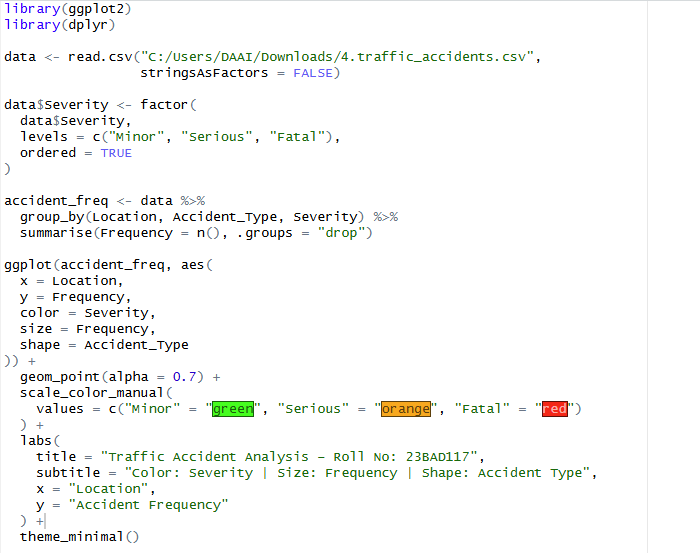 library(ggplot2)
library(dplyr)
data <- read.csv("C:/Users/DAAI/Downloads/4.traffic_accidents.csv",
                 stringsAsFactors = FALSE)
data$Severity <- factor(
  data$Severity,
  levels = c("Minor", "Serious", "Fatal"),
  ordered = TRUE
)
accident_freq <- data %>%
  group_by(Location, Accident_Type, Severity) %>%
  summarise(Frequency = n(), .groups = "drop")
ggplot(accident_freq, aes(
  x = Location,
  y = Frequency,
  color = Severity,
  size = Frequency,
  shape = Accident_Type
)) +
  geom_point(alpha = 0.7) +
  scale_color_manual(
    values = c("Minor" = "green", "Serious" = "orange", "Fatal" = "red")
  ) +
  labs(
    title = "Traffic Accident Analysis – Roll No: 23BAD117",
    subtitle = "Color: Severity | Size: Frequency | Shape: Accident Type",
    x = "Location",
    y = "Accident Frequency"
  ) +
  theme_minimal()